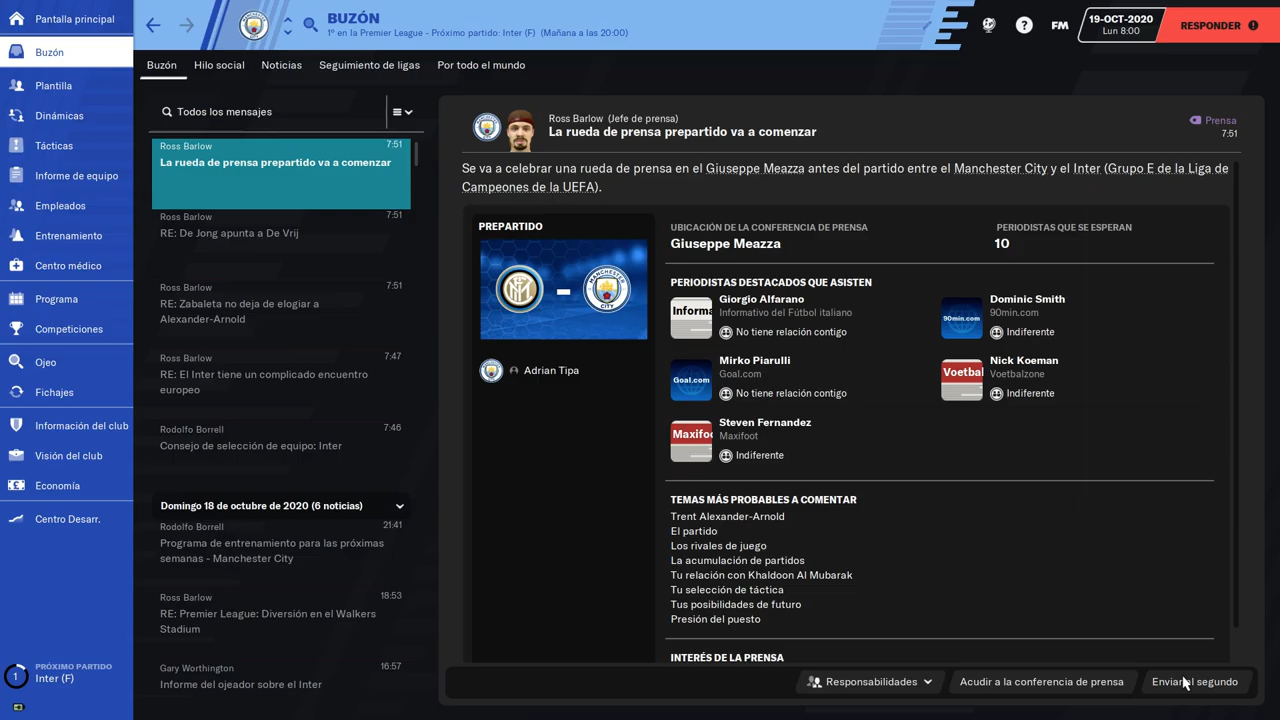 Pantalla principal
Buzón
Plantilla
Dinámicas
Tácticas
Informe de equipo
Empleados
Entrenamiento
Centro médico
Programa
Competiciones
Ojeo
Fichajes
Información del club
Visión del club
Economía
Centro Desarr.
1
PRÓXIMO PARTIDO
Inter (F)
BUZÓN
1º en la Premier League - Próximo partido: Inter (F) (Mañana a las 20:00)
FM
19-OCT-2020
Lun 8:00
RESPONDER
Buzón
Hilo social
Noticias
Seguimiento de ligas
Por todo el mundo
Todos los mensajes
Ross Barlow 7:51
La rueda de prensa prepartido va a comenzar
Ross Barlow 7:51
RE: De Jong apunta a De Vrij
Ross Barlow 7:51
RE: Zabaleta no deja de elogiar a
Alexander-Arnold
Ross Barlow 7:47
RE: El Inter tiene un complicado encuentro
europeo
Rodolfo Borrell 7:46
Consejo de selección de equipo: Inter
Domingo 18 de octubre de 2020 (6 noticias)
Rodolfo Borrell 21:41
Programa de entrenamiento para las próximas
semanas - Manchester City
Ross Barlow 18:53
RE: Premier League: Diversión en el Walkers
Stadium
Gary Worthington 16:57
Informe del ojeador sobre el Inter
Ross Barlow (Jefe de prensa)
La rueda de prensa prepartido va a comenzar
Prensa
7:51
Se va a celebrar una rueda de prensa en el Giuseppe Meazza antes del partido entre el Manchester City y el Inter (Grupo E de la Liga de
Campeones de la UEFA).
PREPARTIDO
Adrian Tipa
UBICACIÓN DE LA CONFERENCIA DE PRENSA
Giuseppe Meazza
PERIODISTAS QUE SE ESPERAN
10
PERIODISTAS DESTACADOS QUE ASISTEN
Informa
Giorgio Alfarano
Informativo del Fútbol italiano
No tiene relación contigo
90min.com
Dominic Smith
90min.com
Indiferente
Goal.com
Mirko Piarulli
Goal.com
No tiene relación contigo
Voetbal
Nick Koeman
Voetbalzone
Indiferente
Maxifoo
Steven Fernandez
Maxifoot
Indiferente
TEMAS MÁS PROBABLES A COMENTAR
Trent Alexander-Arnold
El partido
Los rivales de juego
La acumulación de partidos
Tu relación con Khaldoon Al Mubarak
Tu selección de táctica
Tus posibilidades de futuro
Presión del puesto
INTERÉS DE LA PRENSA
Responsabilidades
Acudir a la conferencia de prensa
Enviar al segundo